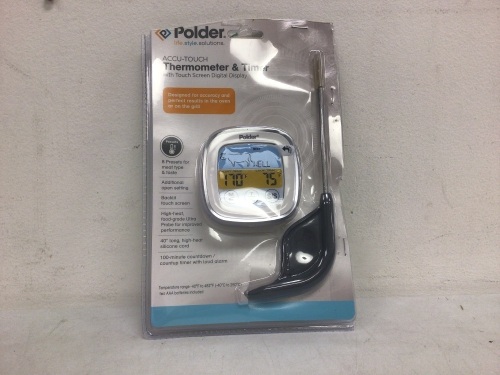 Polder
life.style.solutions.
ACCU-TOUCH
Thermometer & Timer
with Touch Screen Digital Display
Designed for accuracy and
perfect results in the oven
or on the grill
8 Presets for
meat type
& taste
Additional
open setting
Backlit
touch screen
High-heat,
food-grade Ultra
Probe for improved
performance
40" long, high-heat
silicone cord
100-minute countdown /
countup timer with loud alarm
Polder
WELL
170 75